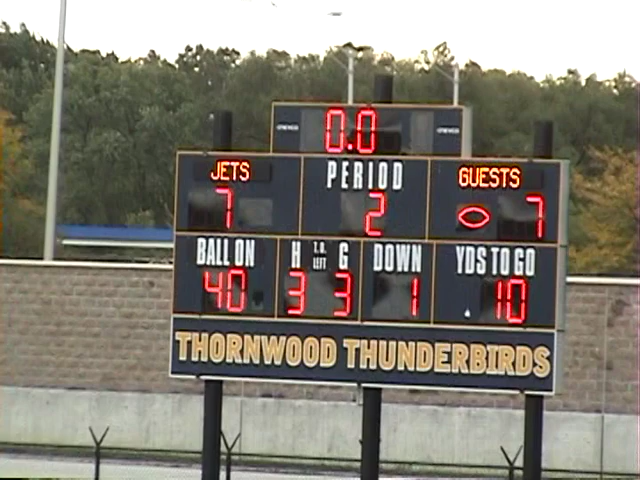 0.0
JETS PERIOD GUESTS
7 2 7
BALL ON H T.O. LEFT G DOWN YDS TO GO
40 3 3 1 10
THORNWOOD THUNDERBIRDS